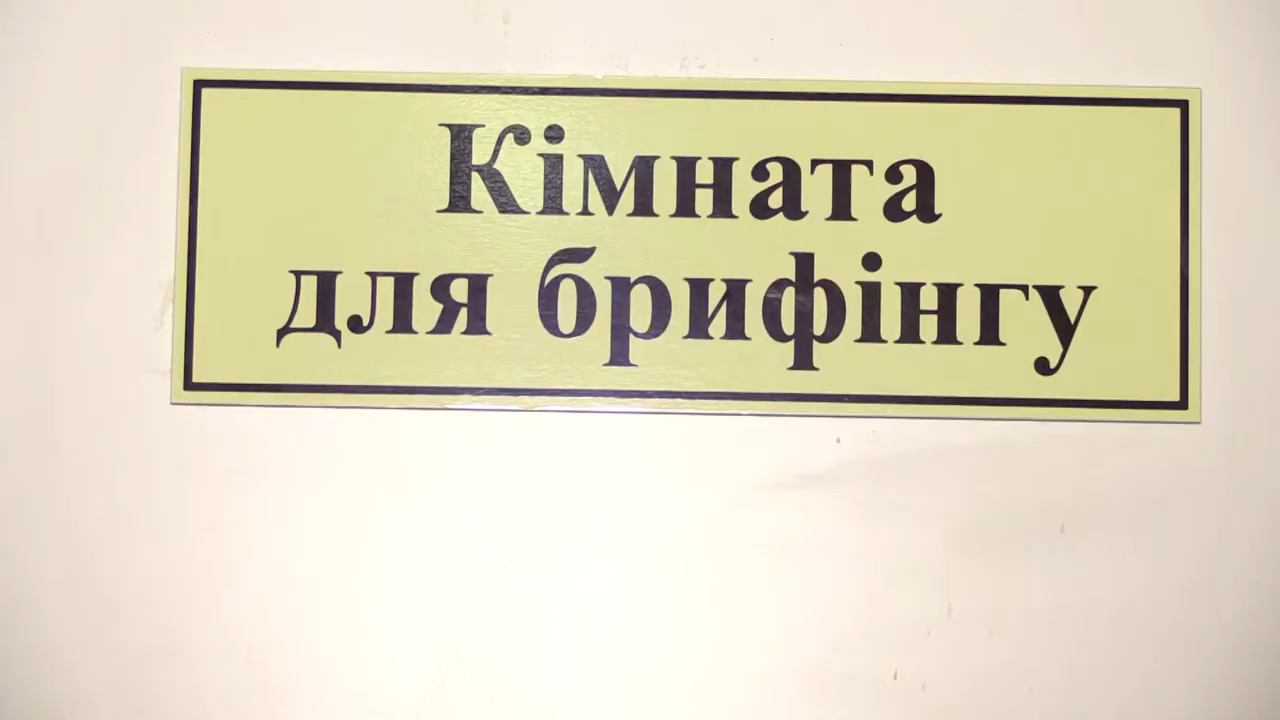 Кімната
для брифінгу